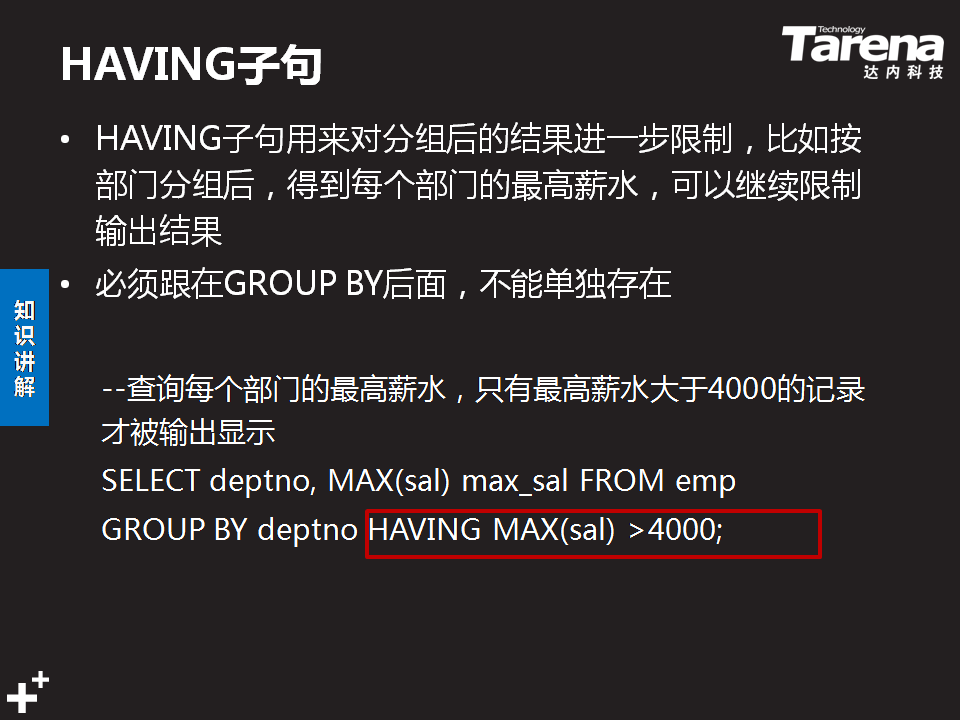 HAVING子句
Technology
Tarena
达内科技
• HAVING子句用来对分组后的结果进一步限制，比如按
部门分组后，得到每个部门的最高薪水，可以继续限制
输出结果
• 必须跟在GROUP BY后面，不能单独存在
知识讲解
--查询每个部门的最高薪水，只有最高薪水大于4000的记录
才被输出显示
SELECT deptno, MAX(sal) max_sal FROM emp
GROUP BY deptno HAVING MAX(sal) >4000;